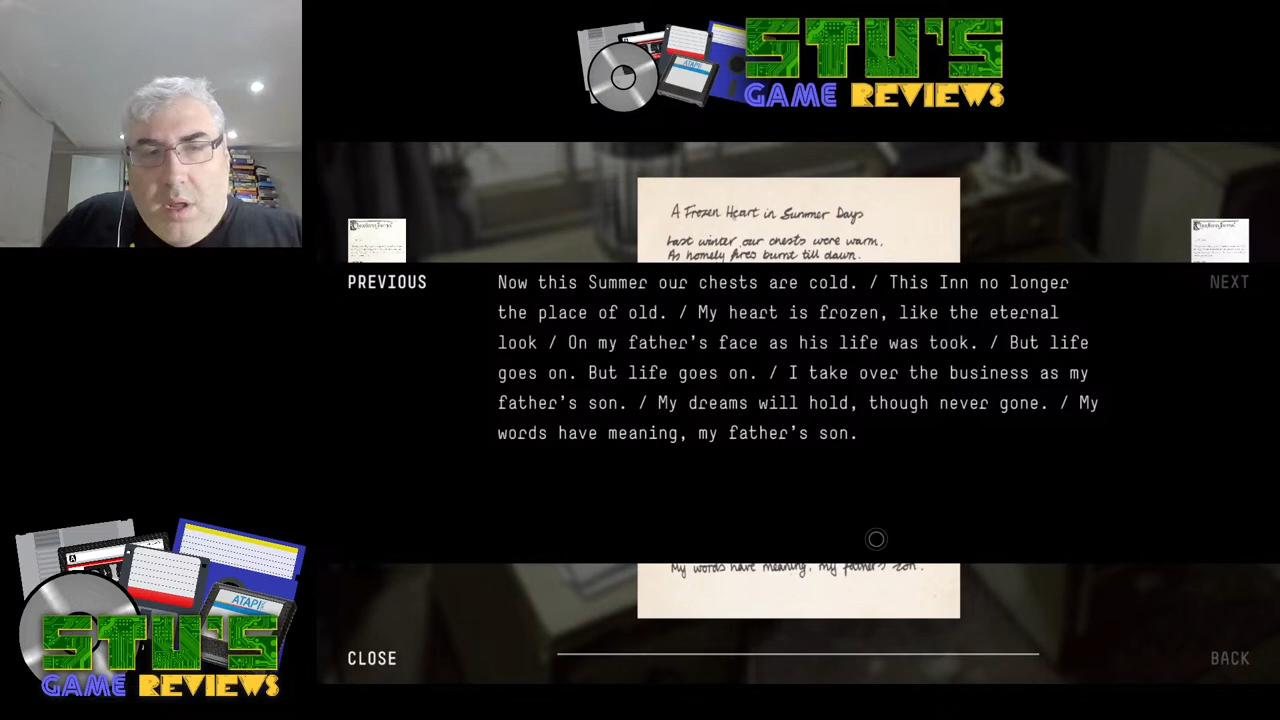 STU'S
GAME REVIEWS
ATAPI
A Frozen Heart in Summer Days
Last winter our chests were warm,
As homely fires burnt till dawn.
PREVIOUS
NEXT
Now this Summer our chests are cold. / This Inn no longer
the place of old. / My heart is frozen, like the eternal
look / On my father's face as his life was took. / But life
goes on. But life goes on. / I take over the business as my
father's son. / My dreams will hold, though never gone. / My
words have meaning, my father's son.
My words have meaning, my father's son.
A
ATAPI
STU'S
GAME REVIEWS
CLOSE
BACK